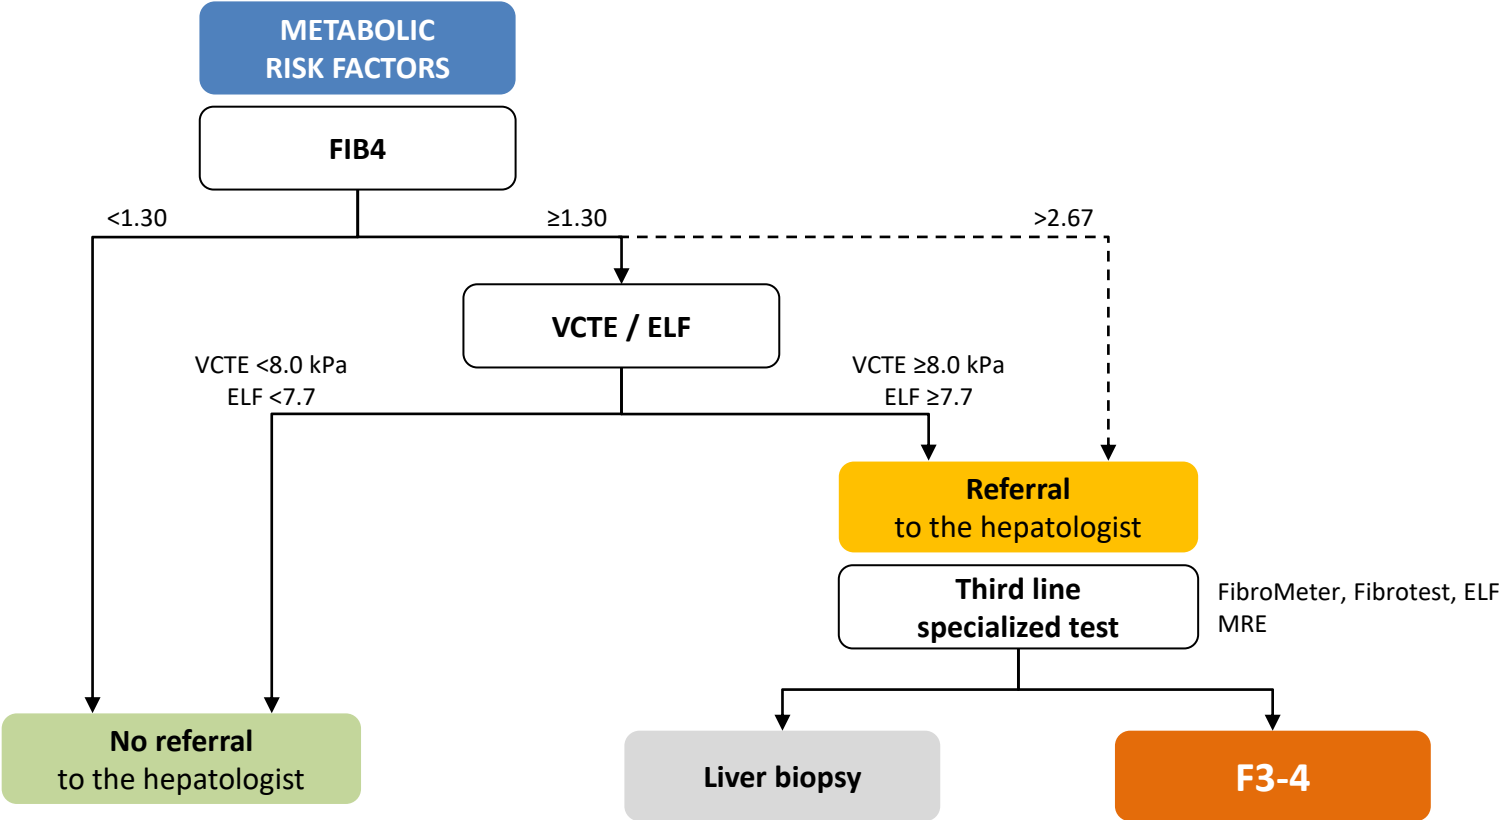 METABOLIC
RISK FACTORS
FIB4
<1.30
≥1.30
>2.67
VCTE / ELF
VCTE <8.0 kPa
ELF <7.7
VCTE ≥8.0 kPa
ELF ≥7.7
Referral
to the hepatologist
Third line
specialized test
FibroMeter, Fibrotest, ELF
MRE
No referral
to the hepatologist
Liver biopsy
F3-4